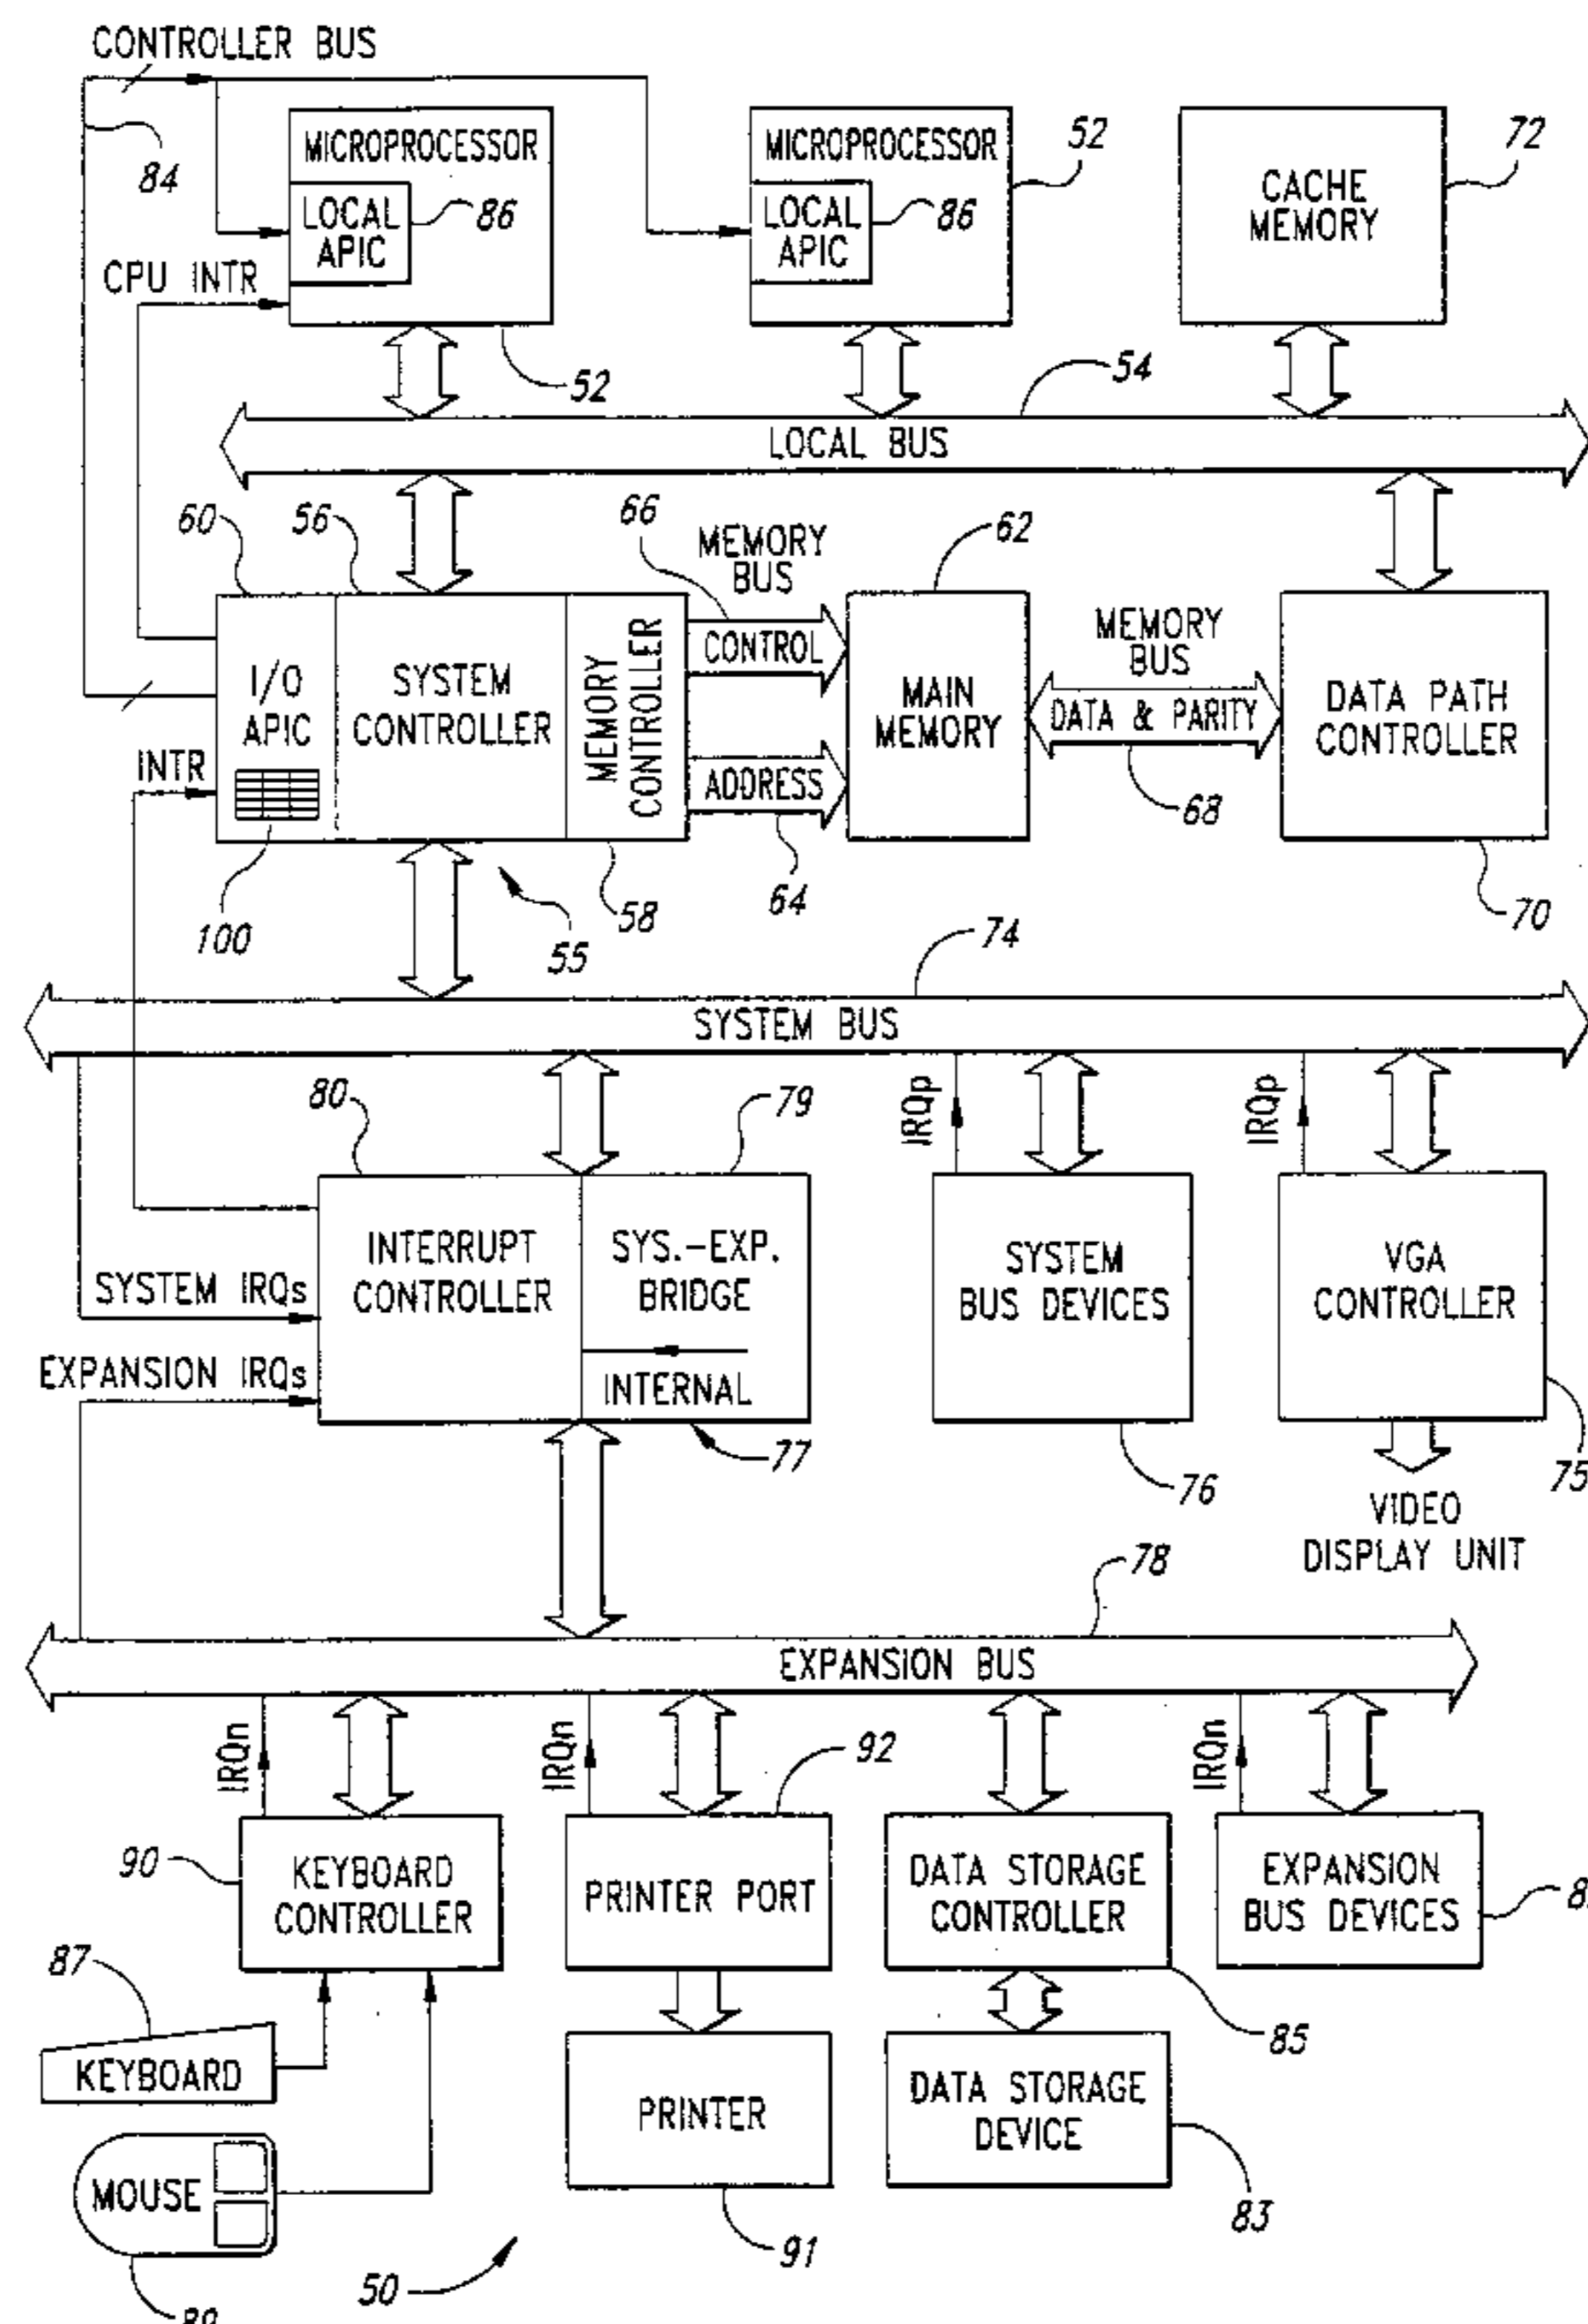 CONTROLLER BUS
84
MICROPROCESSOR
LOCAL
APIC
86
CPU INTR
52
MICROPROCESSOR
LOCAL
APIC
86
52
CACHE
MEMORY
72
54
LOCAL BUS
60
56
I/O
APIC
100
INTR
SYSTEM
CONTROLLER
MEMORY
CONTROLLER
58
55
66
MEMORY
BUS
CONTROL
ADDRESS
64
62
MAIN
MEMORY
MEMORY
BUS
DATA & PARITY
68
DATA PATH
CONTROLLER
70
74
SYSTEM BUS
80
79
INTERRUPT
CONTROLLER
SYS.-EXP.
BRIDGE
INTERNAL
77
SYSTEM IRQs
EXPANSION IRQs
IRQp
SYSTEM
BUS DEVICES
76
IRQp
VGA
CONTROLLER
75
VIDEO
DISPLAY UNIT
78
EXPANSION BUS
IRQn
90
KEYBOARD
CONTROLLER
IRQn
92
PRINTER PORT
DATA STORAGE
CONTROLLER
85
IRQn
EXPANSION
BUS DEVICES
87
KEYBOARD
MOUSE
PRINTER
91
DATA STORAGE
DEVICE
83
50